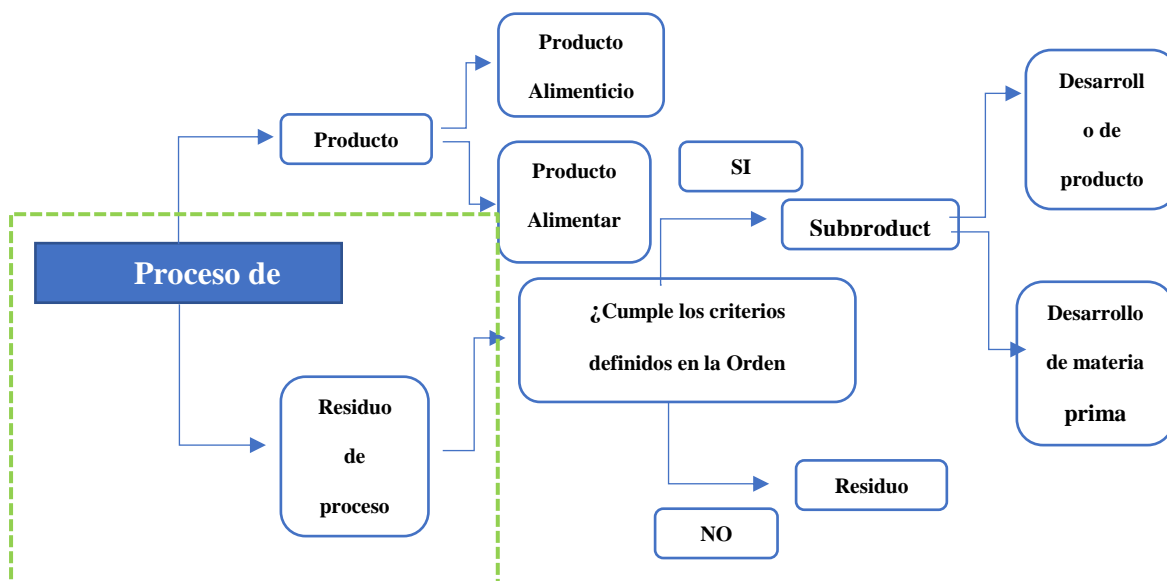 Producto
Alimenticio
Producto
Producto
Alimentar
SI
Desarroll
o de
producto
Proceso de
Subproduct
¿Cumple los criterios
definidos en la Orden
Desarrollo
de materia
prima
Residuo
de
proceso
Residuo
NO